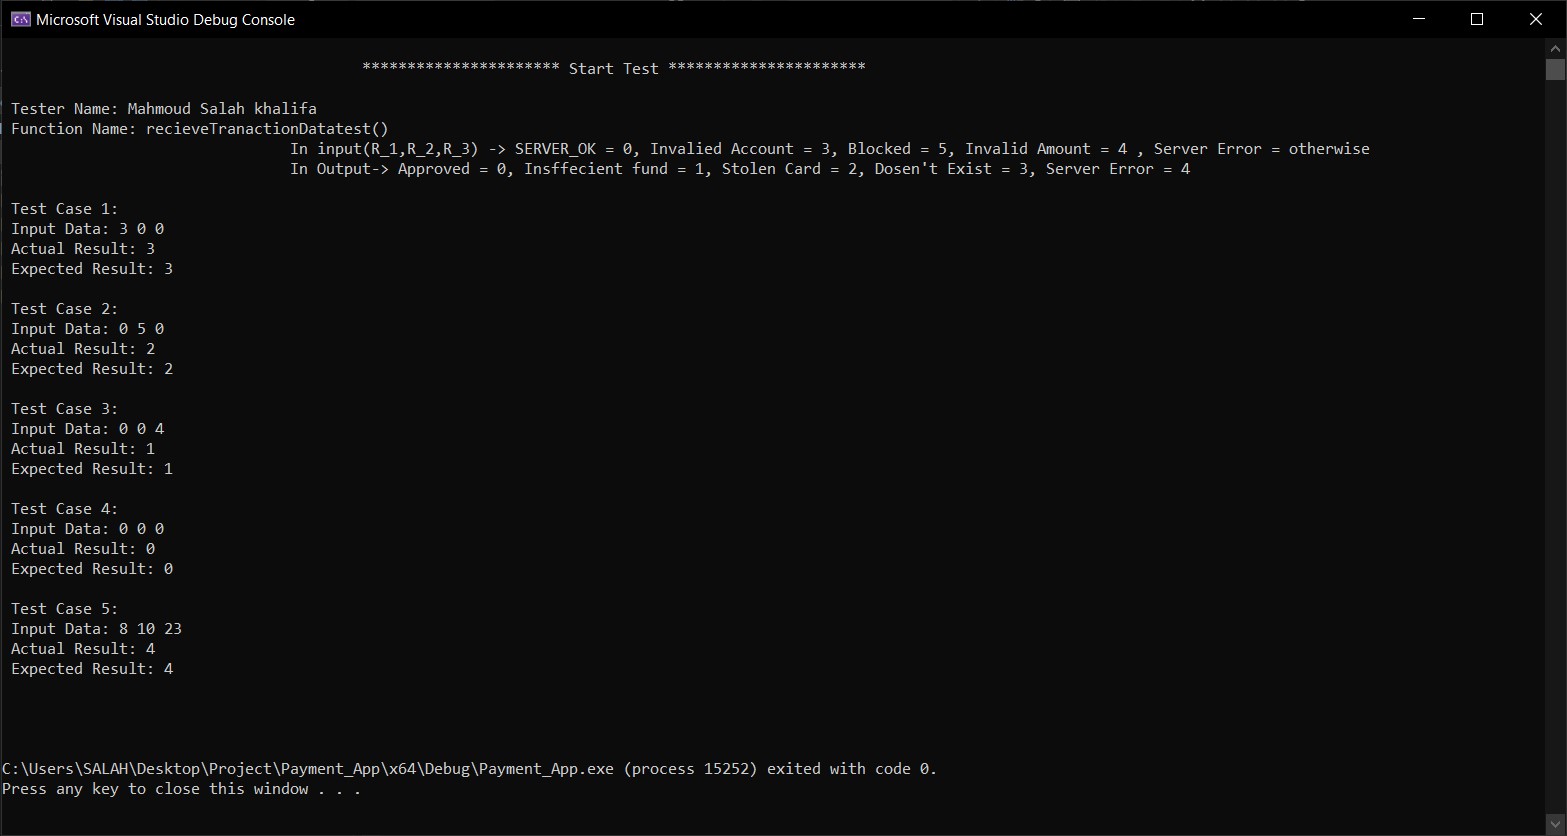 Microsoft Visual Studio Debug Console
********************** Start Test **********************
Tester Name: Mahmoud Salah khalifa
Function Name: recieveTranactionDatatest()
In input(R_1,R_2,R_3) -> SERVER_OK = 0, Invalied Account = 3, Blocked = 5, Invalid Amount = 4 , Server Error = otherwise
In Output-> Approved = 0, Insffecient fund = 1, Stolen Card = 2, Dosen't Exist = 3, Server Error = 4
Test Case 1:
Input Data: 3 0 0
Actual Result: 3
Expected Result: 3
Test Case 2:
Input Data: 0 5 0
Actual Result: 2
Expected Result: 2
Test Case 3:
Input Data: 0 0 4
Actual Result: 1
Expected Result: 1
Test Case 4:
Input Data: 0 0 0
Actual Result: 0
Expected Result: 0
Test Case 5:
Input Data: 8 10 23
Actual Result: 4
Expected Result: 4
C:\Users\SALAH\Desktop\Project\Payment_App\x64\Debug\Payment_App.exe (process 15252) exited with code 0.
Press any key to close this window . . .